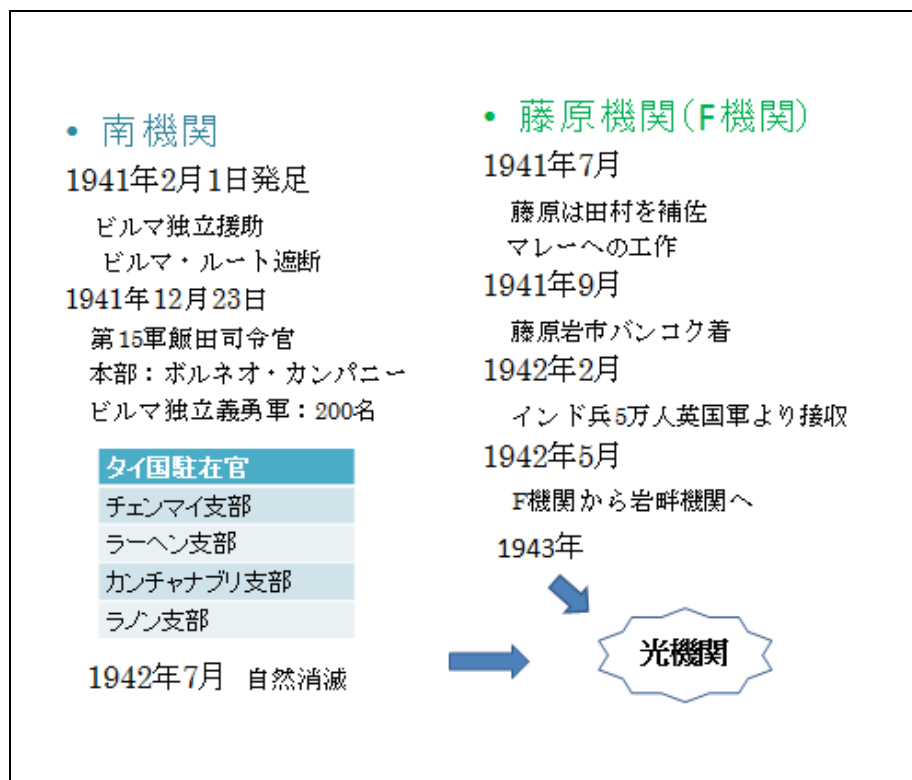 • 南機関
1941年2月1日発足
ビルマ独立援助
ビルマ・ルート遮断
1941年12月23日
第15軍飯田司令官
本部：ボルネオ・カンパニー
ビルマ独立義勇軍：200名
タイ国駐在官
チェンマイ支部
ラーヘン支部
カンチャナブリ支部
ラノン支部
1942年7月 自然消滅
• 藤原機関(F機関)
1941年7月
藤原は田村を補佐
マレーへの工作
1941年9月
藤原岩市バンコク着
1942年2月
インド兵5万人英国軍より接収
1942年5月
F機関から岩畔機関へ
1943年
光機関